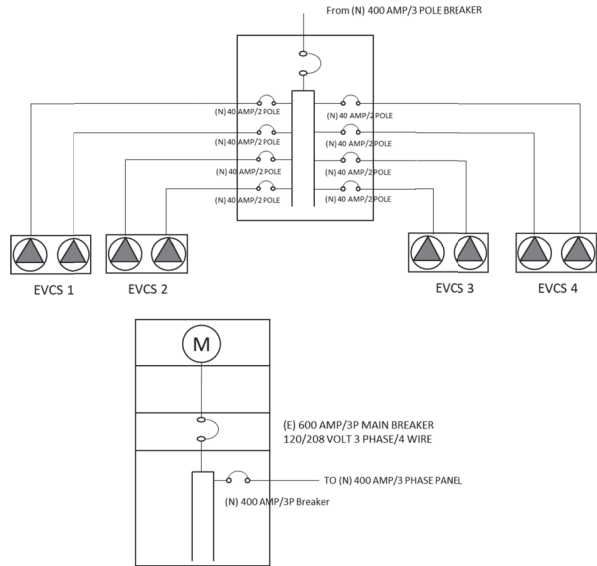 From (N) 400 AMP/3 POLE BREAKER
(N) 40 AMP/2 POLE
(N) 40 AMP/2 POLE
(N) 40 AMP/2 POLE
(N) 40 AMP/2 POLE
(N) 40 AMP/2 POLE
(N) 40 AMP/2 POLE
(N) 40 AMP/2 POLE
(N) 40 AMP/2 POLE
EVCS 1
EVCS 2
EVCS 3
EVCS 4
M
(E) 600 AMP/3P MAIN BREAKER
120/208 VOLT 3 PHASE/4 WIRE
TO (N) 400 AMP/3 PHASE PANEL
(N) 400 AMP/3P Breaker